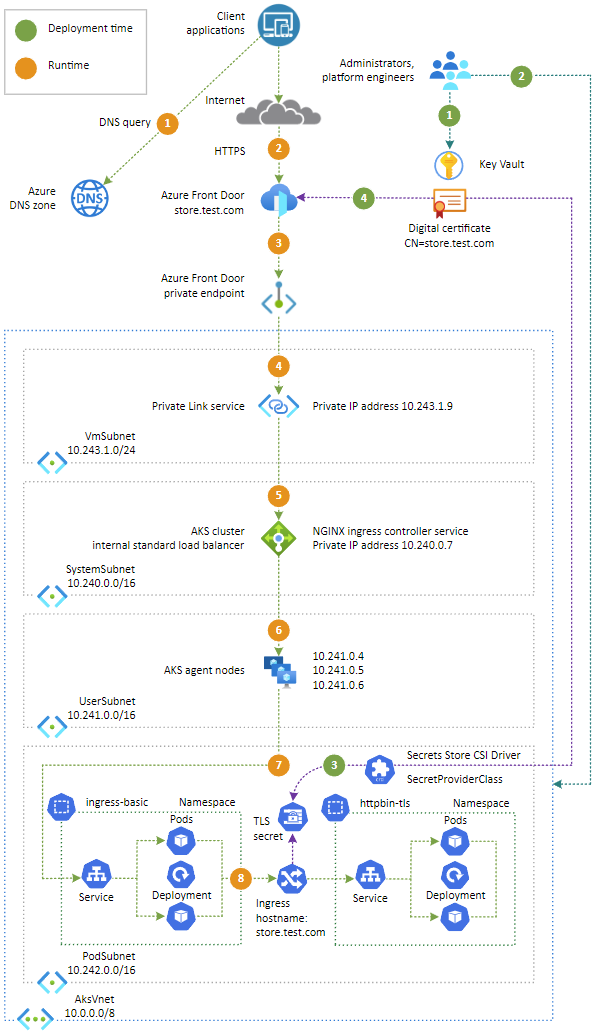 Deployment time
Runtime
Client
applications
Administrators,
platform engineers
2
1
Internet
DNS query
1
2
HTTPS
Key Vault
Azure
DNS zone
DNS
Azure Front Door
store.test.com
4
Digital certificate
CN=store.test.com
3
Azure Front Door
private endpoint
4
Private Link service
Private IP address 10.243.1.9
VmSubnet
10.243.1.0/24
5
AKS cluster
internal standard load balancer
NGINX ingress controller service
Private IP address 10.240.0.7
SystemSubnet
10.240.0.0/16
6
AKS agent nodes
10.241.0.4
10.241.0.5
10.241.0.6
UserSubnet
10.241.0.0/16
7
3
Secrets Store CSI Driver
SecretProviderClass
ingress-basic
Namespace
Pods
TLS
secret
httpbin-tls
Namespace
Pods
8
Service
Deployment
Ingress
hostname:
store.test.com
Service
Deployment
PodSubnet
10.242.0.0/16
AksVnet
10.0.0.0/8